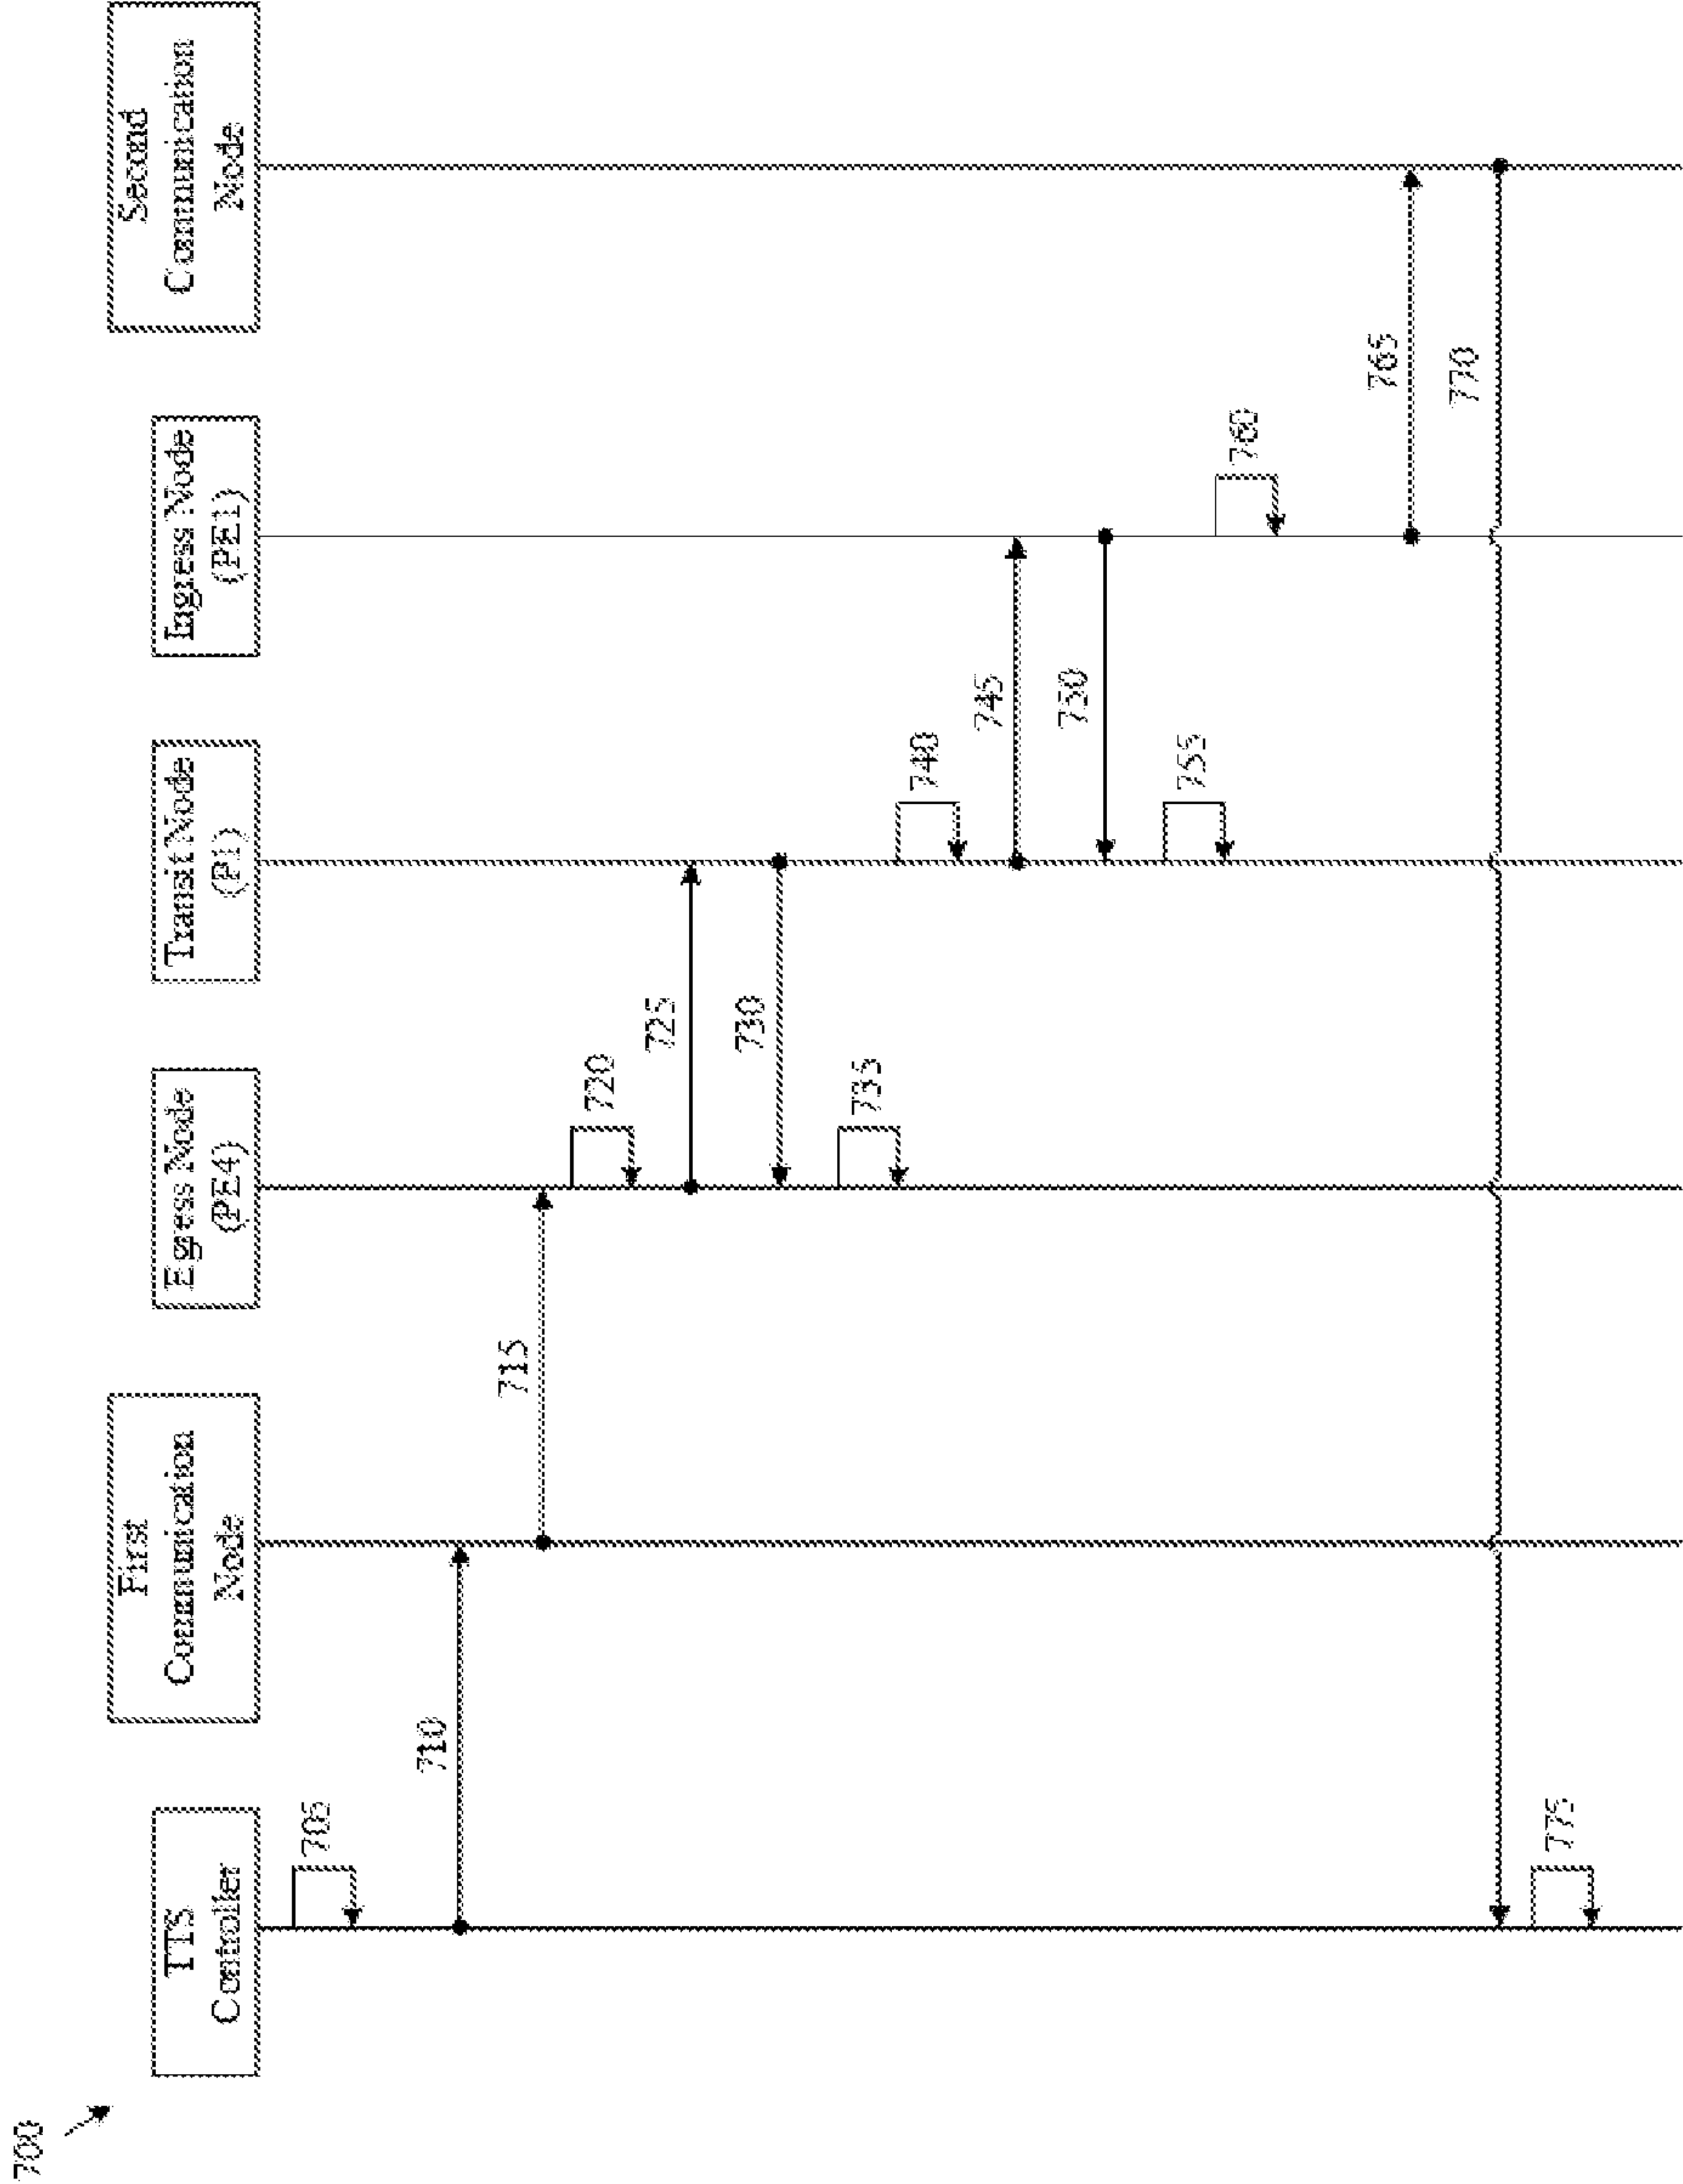 700
TTS
Controller
First
Communication
Node
Egress Node
(PE4)
Transit Node
(P1)
Ingress Node
(PE1)
Second
Communication
Node
705
710
715
720
725
730
735
740
745
750
755
760
765
770
775